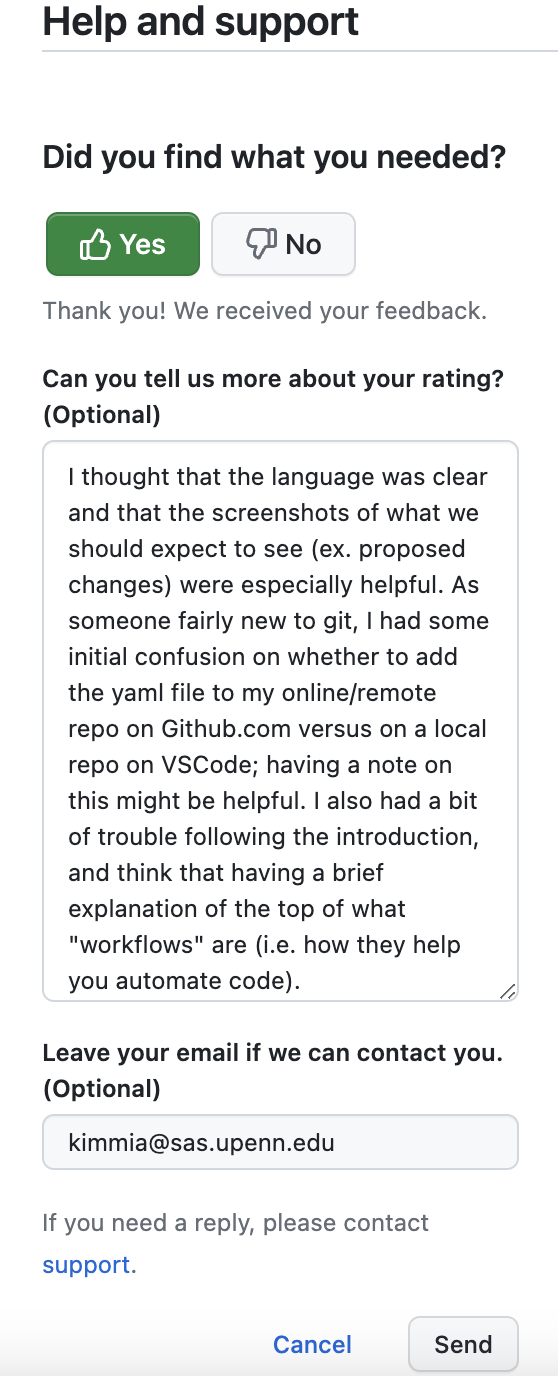 Help and support
Did you find what you needed?
Yes
No
Thank you! We received your feedback.
Can you tell us more about your rating?
(Optional)
I thought that the language was clear
and that the screenshots of what we
should expect to see (ex. proposed
changes) were especially helpful. As
someone fairly new to git, I had some
initial confusion on whether to add
the yaml file to my online/remote
repo on Github.com versus on a local
repo on VSCode; having a note on
this might be helpful. I also had a bit
of trouble following the introduction,
and think that having a brief
explanation of the top of what
"workflows" are (i.e. how they help
you automate code).
Leave your email if we can contact you.
(Optional)
kimmia@sas.upenn.edu
If you need a reply, please contact
support.
Cancel
Send